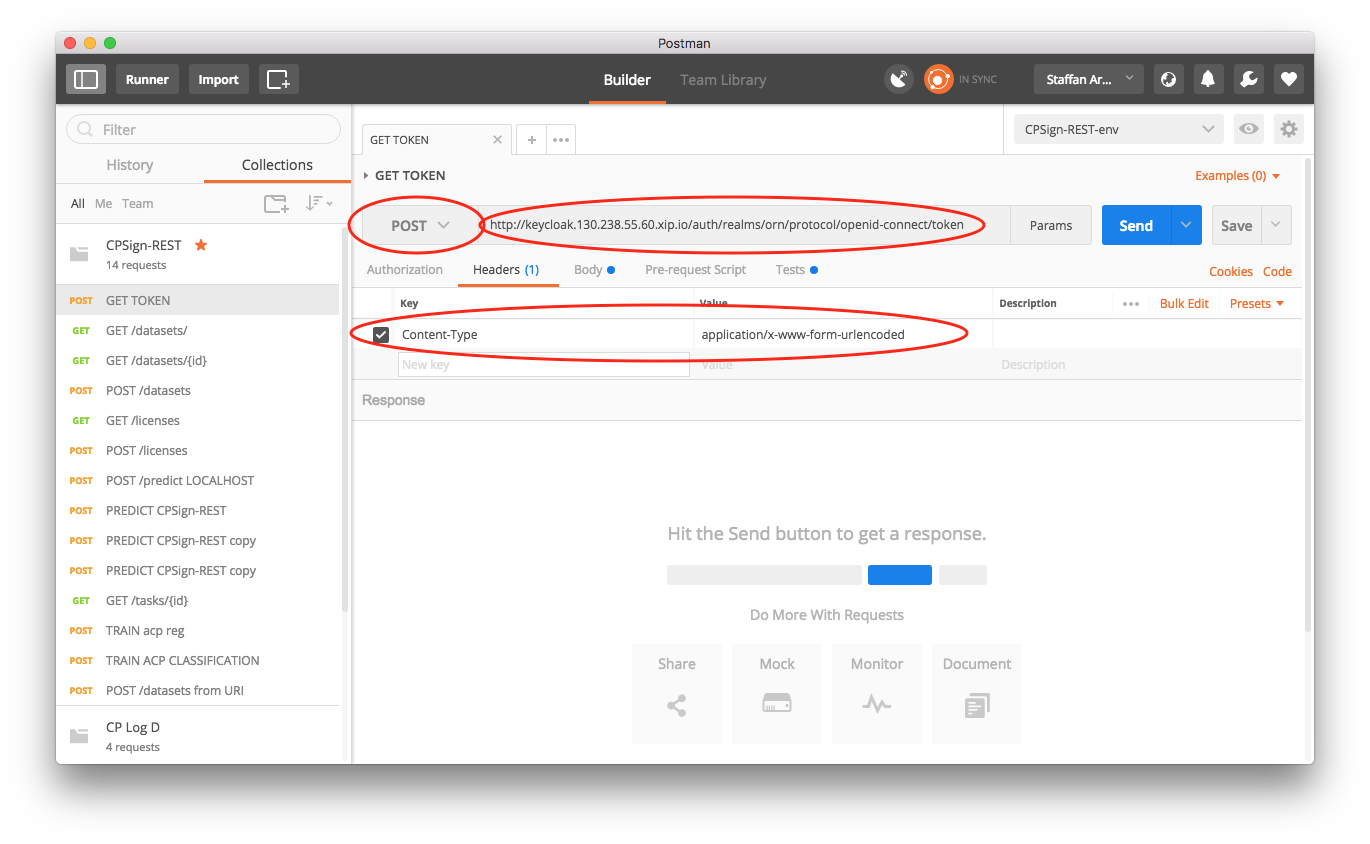 Postman
Runner
Import
Builder
Team Library
IN SYNC
Staffan Ar...
Filter
History
Collections
All Me Team
CPSign-REST
14 requests
POST GET TOKEN
GET GET /datasets/
GET GET /datasets/{id}
POST POST /datasets
GET GET /licenses
POST POST /licenses
POST POST /predict LOCALHOST
POST PREDICT CPSign-REST
POST PREDICT CPSign-REST copy
POST PREDICT CPSign-REST copy
GET GET /tasks/{id}
POST TRAIN acp reg
POST TRAIN ACP CLASSIFICATION
POST POST /datasets from URI
CP Log D
4 requests
GET TOKEN
CPSign-REST-env
GET TOKEN
Examples (0)
POST
http://keycloak.130.238.55.60.xip.io/auth/realms/orn/protocol/openid-connect/token
Params
Send
Save
Authorization
Headers (1)
Body
Pre-request Script
Tests
Cookies Code
Key Value Description
Bulk Edit Presets
Content-Type application/x-www-form-urlencoded
New key Value Description
Response
Hit the Send button to get a response.
Do More With Requests
Share
Mock
Monitor
Document